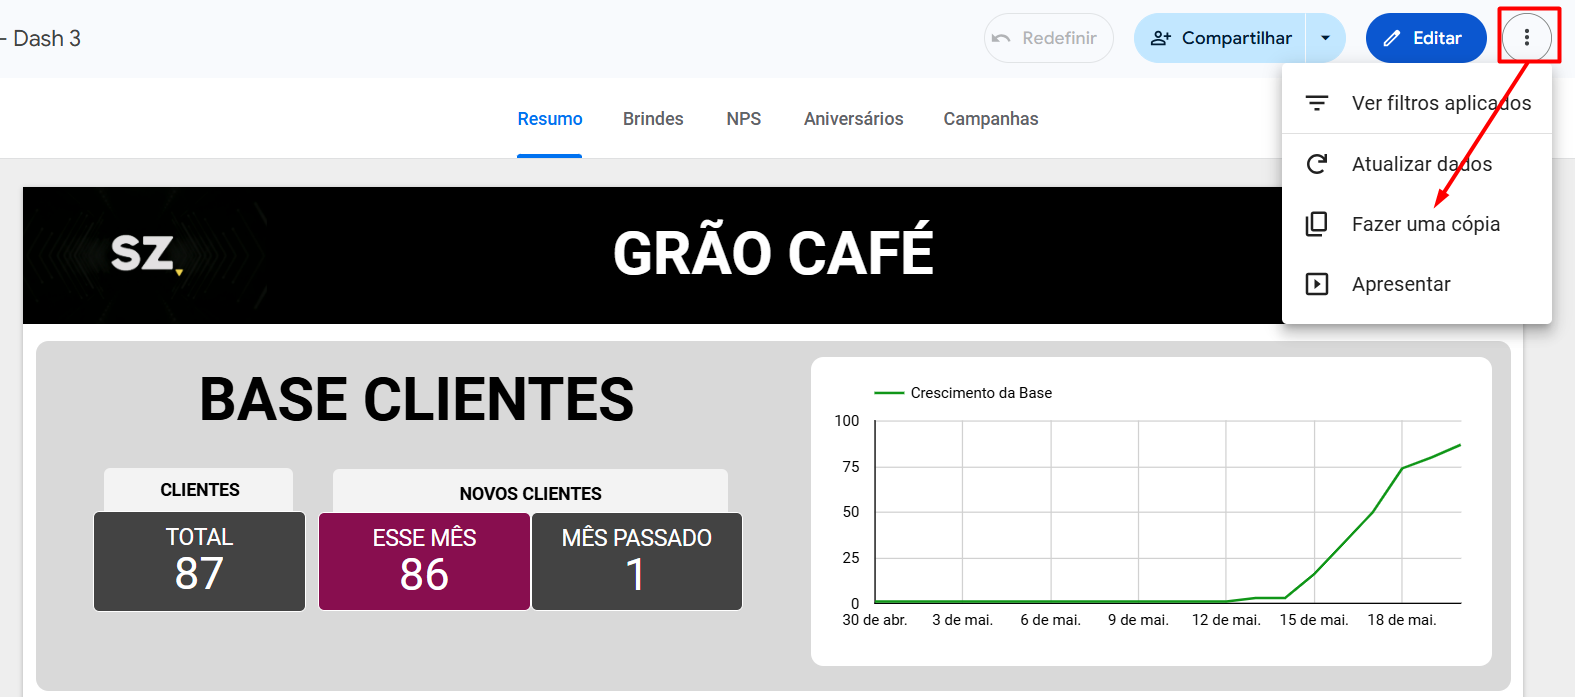 - Dash 3
Redefinir
Compartilhar
Editar
Ver filtros aplicados
Atualizar dados
Fazer uma cópia
Apresentar
Resumo
Brindes
NPS
Aniversários
Campanhas
SZ.
GRÃO CAFÉ
BASE CLIENTES
CLIENTES
TOTAL
87
NOVOS CLIENTES
ESSE MÊS
86
MÊS PASSADO
1
Crescimento da Base
100
75
50
25
0
30 de abr.
3 de mai.
6 de mai.
9 de mai.
12 de mai.
15 de mai.
18 de mai.